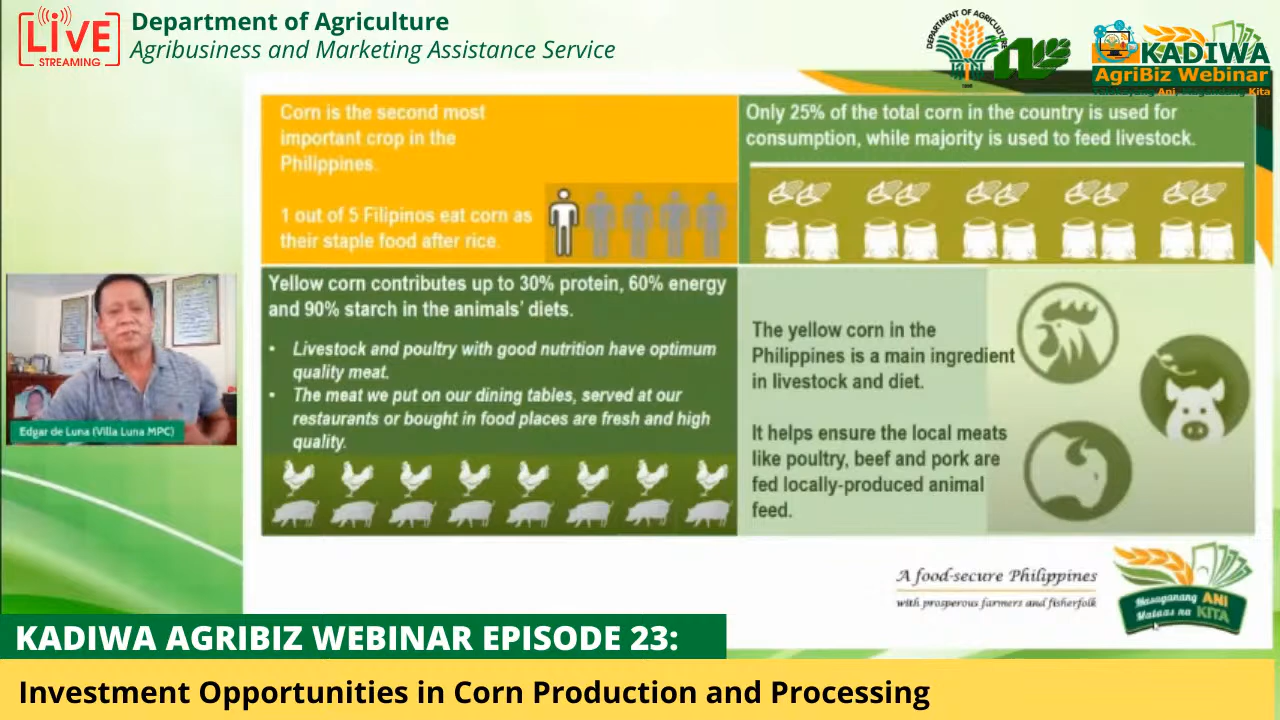 LIVE
STREAMING
Department of Agriculture
Agribusiness and Marketing Assistance Service
DEPARTMENT OF AGRICULTURE
KADIWA
AgriBiz Webinar
Corn is the second most
important crop in the
Philippines.
1 out of 5 Filipinos eat corn as
their staple food after rice.
Only 25% of the total corn in the country is used for
consumption, while majority is used to feed livestock.
Yellow corn contributes up to 30% protein, 60% energy
and 90% starch in the animals' diets.
• Livestock and poultry with good nutrition have optimum
quality meat.
• The meat we put on our dining tables, served at our
restaurants or bought in food places are fresh and high
quality.
The yellow corn in the
Philippines is a main ingredient
in livestock and diet.
It helps ensure the local meats
like poultry, beef and pork are
fed locally-produced animal
feed.
Edgar de Luna (Villa Luna MPC)
A food-secure Philippines
with prosperous farmers and fisherfolk
Masaganang ANI
Mataas na KITA
KADIWA AGRIBIZ WEBINAR EPISODE 23:
Investment Opportunities in Corn Production and Processing